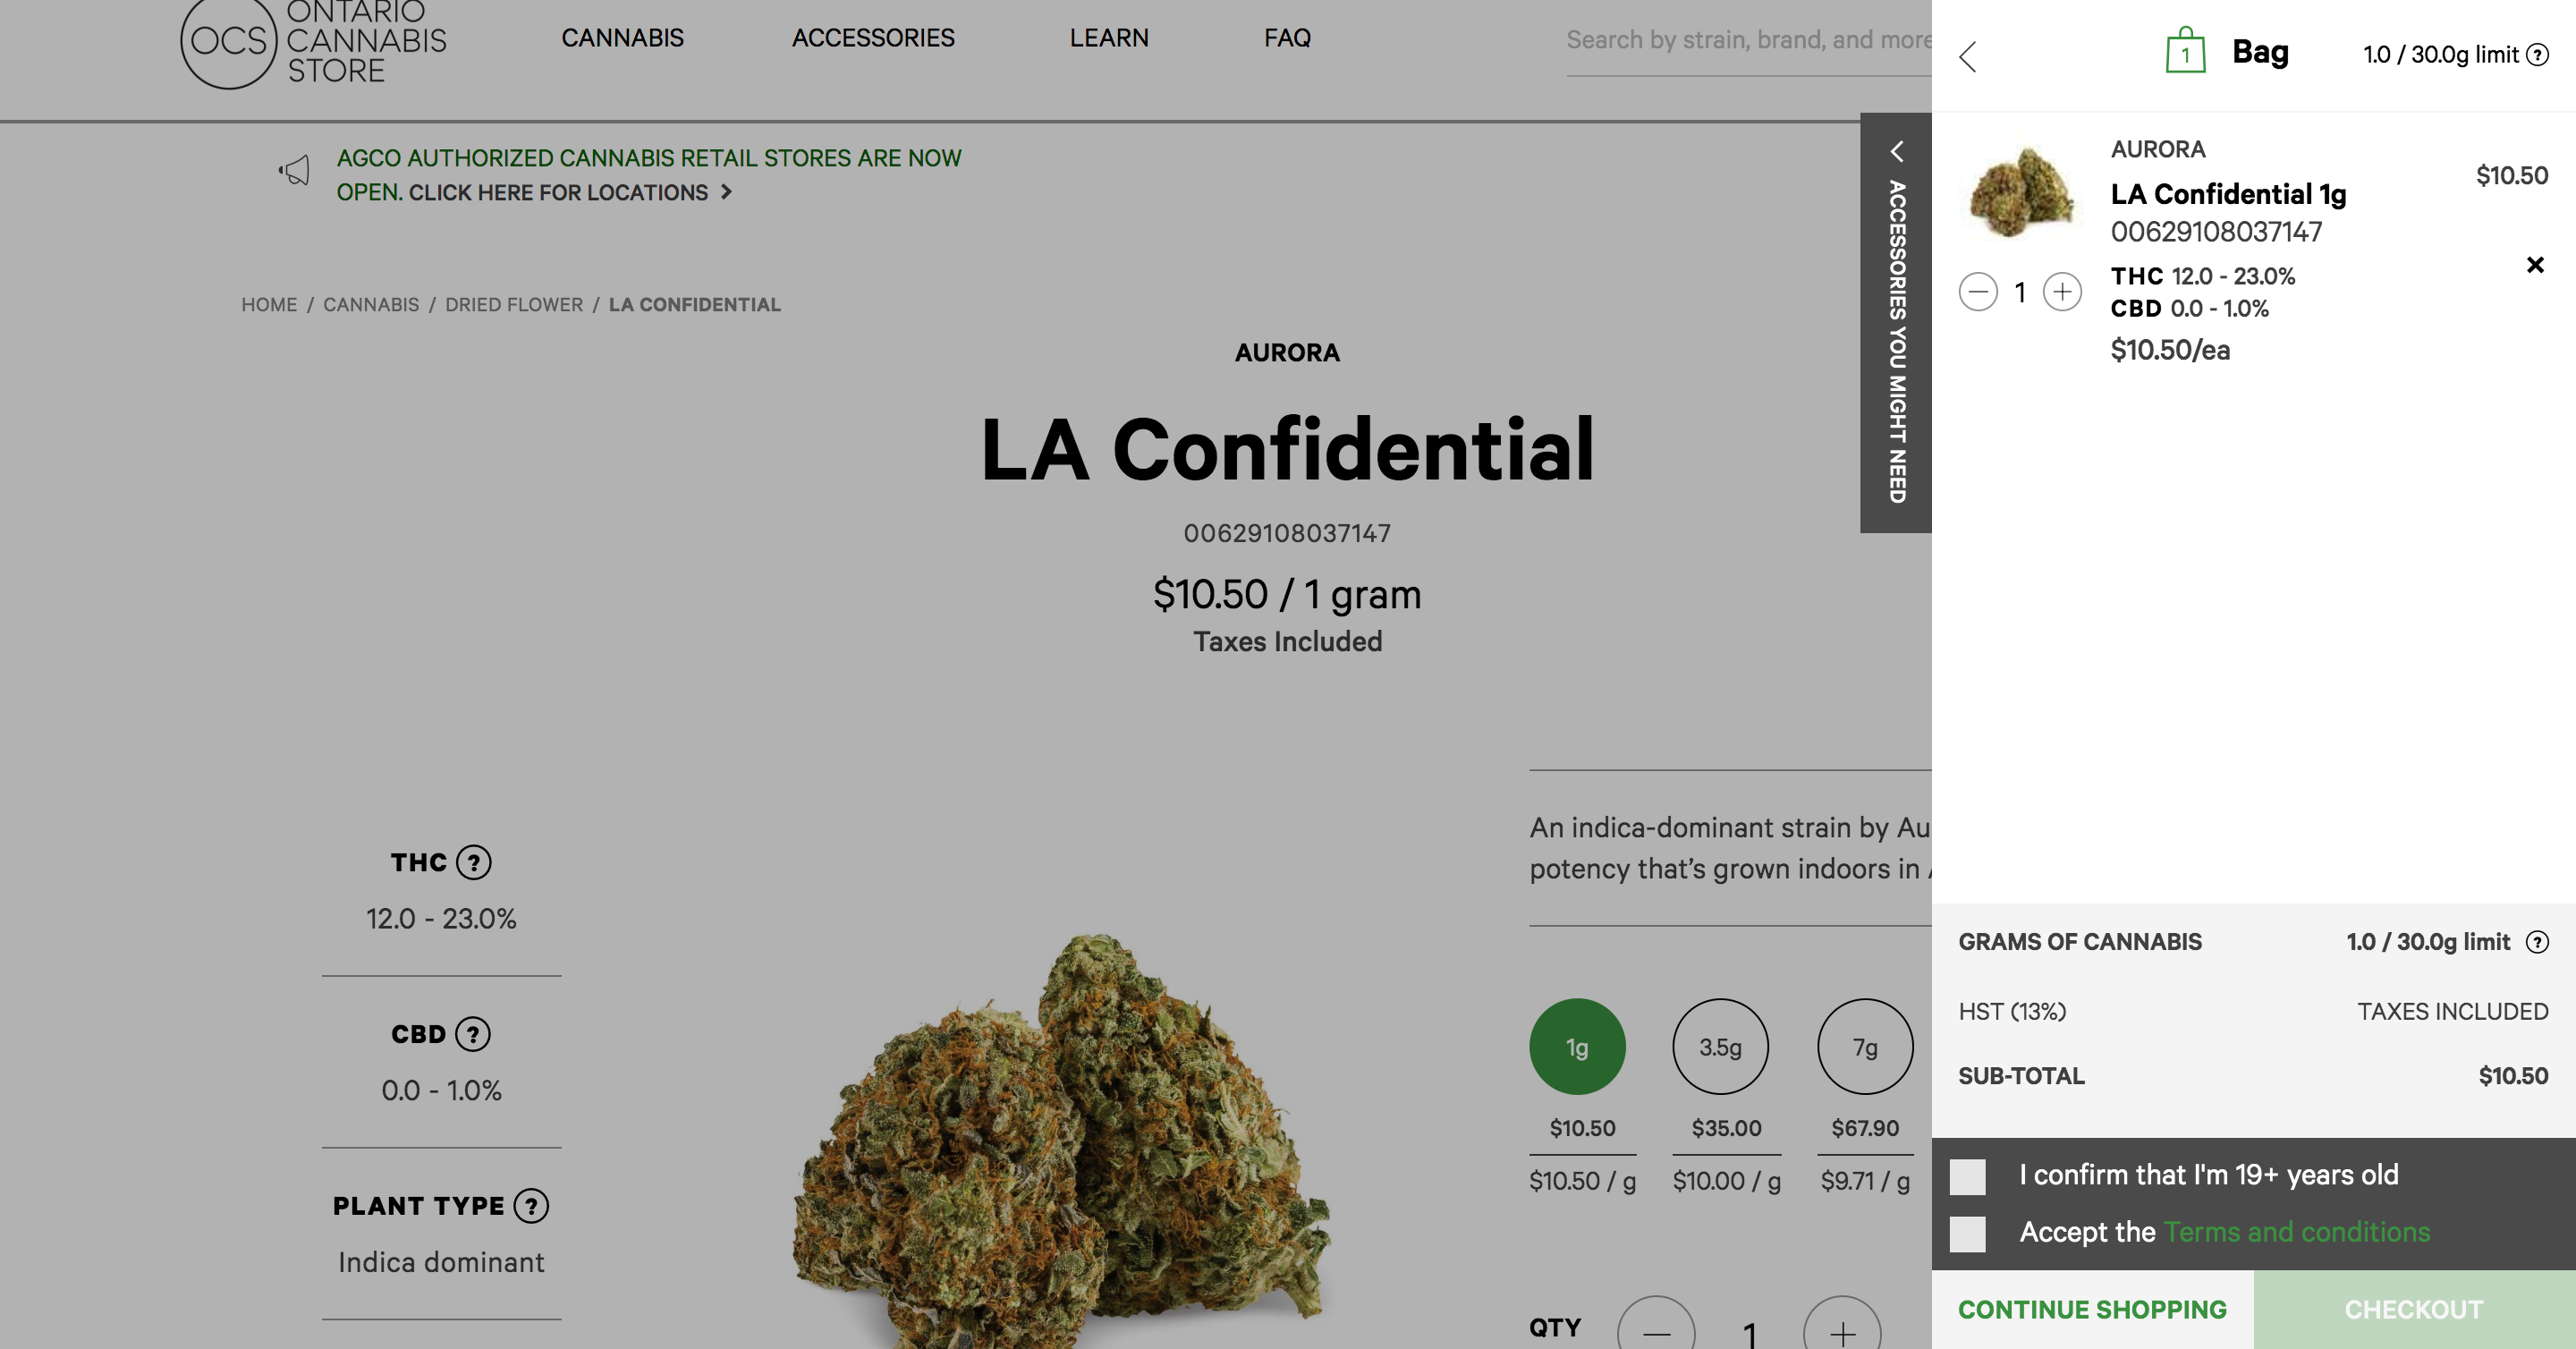 OCS
ONTARIO
CANNABIS
STORE
CANNABIS
ACCESSORIES
LEARN
FAQ
Search by strain, brand, and more
AGCO AUTHORIZED CANNABIS RETAIL STORES ARE NOW
OPEN. CLICK HERE FOR LOCATIONS >
HOME / CANNABIS / DRIED FLOWER / LA CONFIDENTIAL
AURORA
LA Confidential
00629108037147
$10.50 / 1 gram
Taxes Included
THC ?
12.0 - 23.0%
CBD ?
0.0 - 1.0%
PLANT TYPE ?
Indica dominant
An indica-dominant strain by Au
potency that's grown indoors in
1g
3.5g
7g
$10.50
$35.00
$67.90
$10.50 / g
$10.00 / g
$9.71 / g
QTY
1
ACCESSORIES YOU MIGHT NEED
1
Bag
1.0 / 30.0g limit ?
AURORA
$10.50
LA Confidential 1g
00629108037147
THC 12.0 - 23.0%
1
CBD 0.0 - 1.0%
$10.50/ea
GRAMS OF CANNABIS
1.0 / 30.0g limit ?
HST (13%)
TAXES INCLUDED
SUB-TOTAL
$10.50
I confirm that I'm 19+ years old
Accept the Terms and conditions
CONTINUE SHOPPING
CHECKOUT